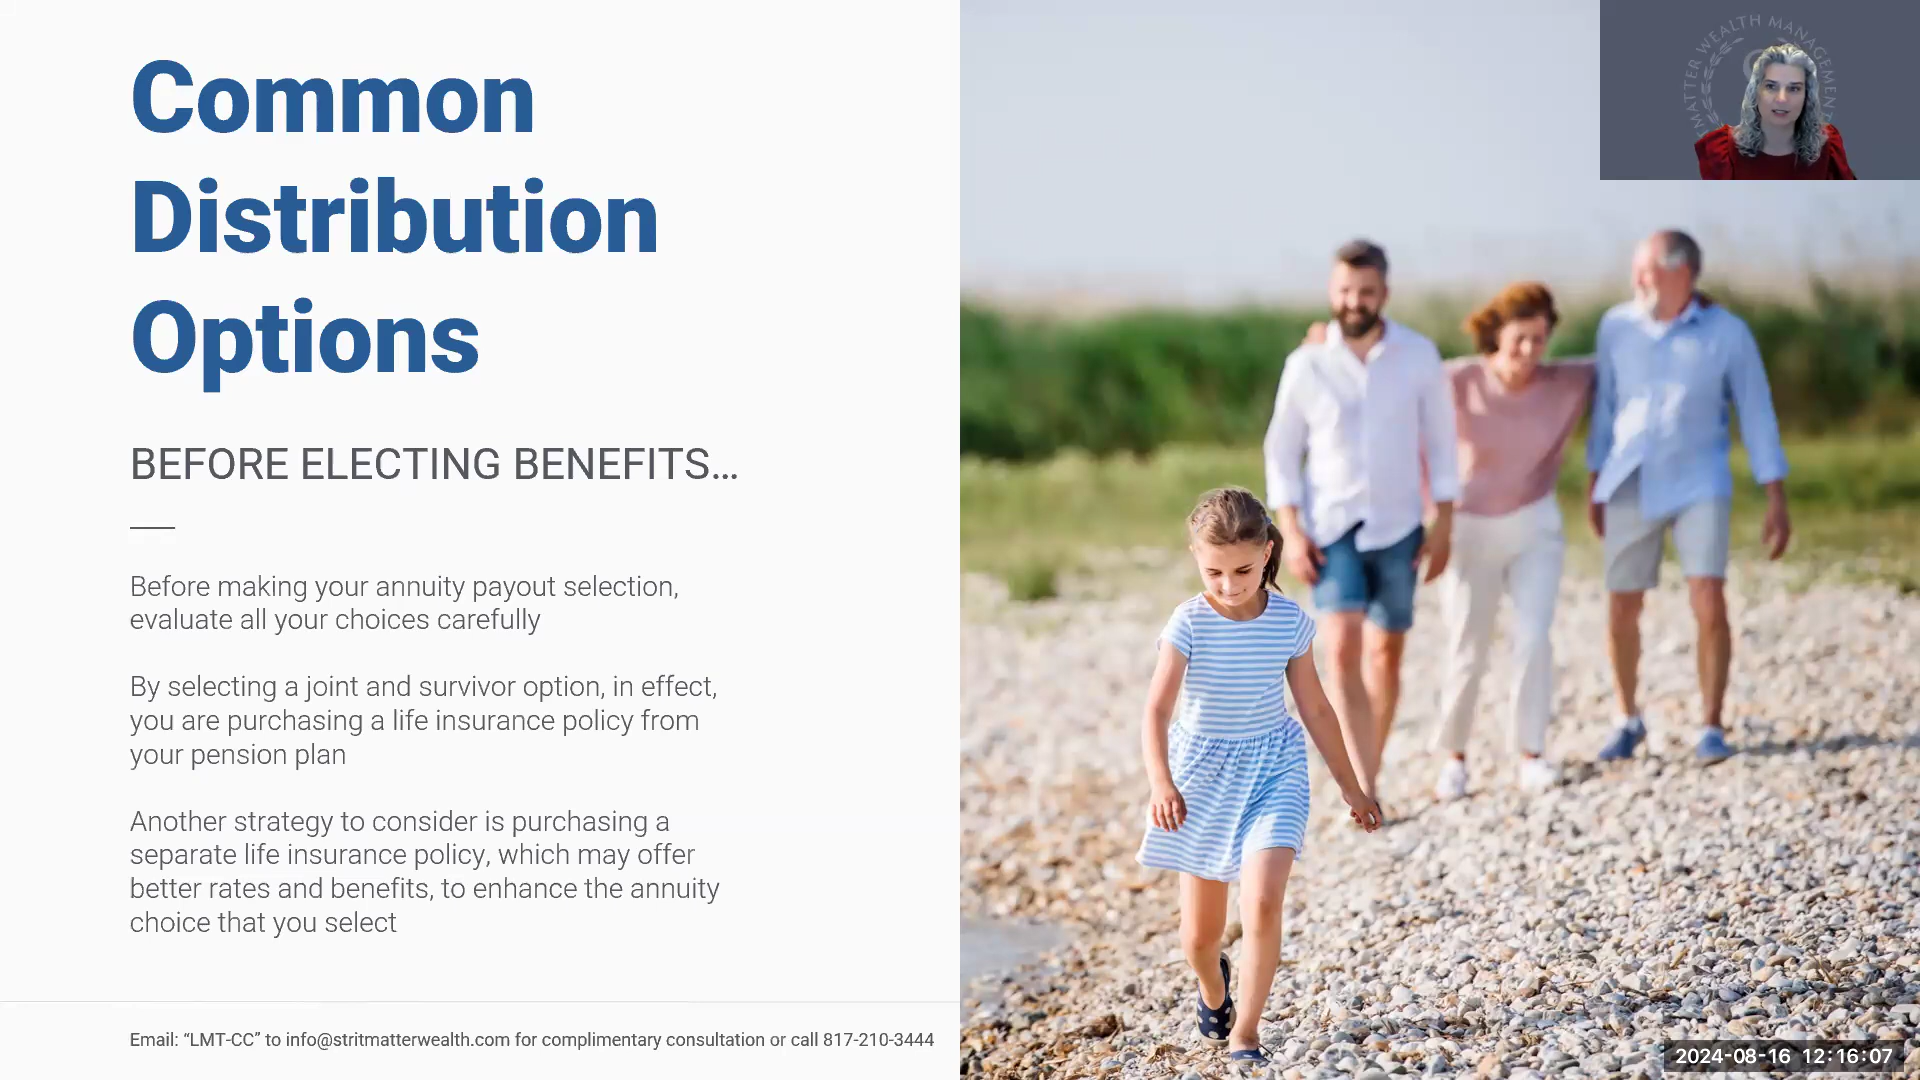 Common
Distribution
Options
BEFORE ELECTING BENEFITS...
Before making your annuity payout selection,
evaluate all your choices carefully
By selecting a joint and survivor option, in effect,
you are purchasing a life insurance policy from
your pension plan
Another strategy to consider is purchasing a
separate life insurance policy, which may offer
better rates and benefits, to enhance the annuity
choice that you select
Email: “LMT-CC” to info@stritmatterwealth.com for complimentary consultation or call 817-210-3444
WEALTH MANAGEMENT
2024-08-16 12:16:07